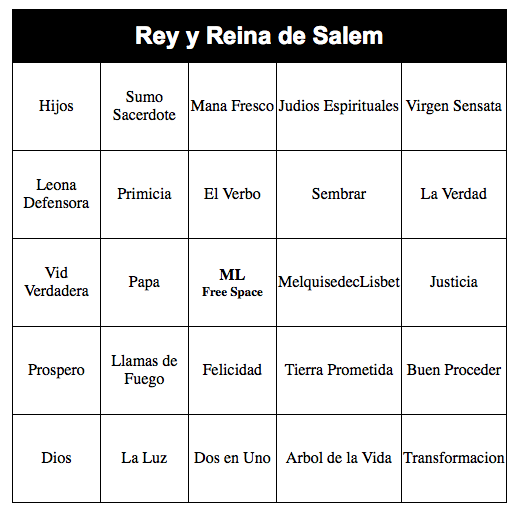 Rey y Reina de Salem
Hijos
Sumo
Sacerdote
Mana Fresco
Judios Espirituales
Virgen Sensata
Leona
Defensora
Primicia
El Verbo
Sembrar
La Verdad
Vid
Verdadera
Papa
ML
Free Space
MelquisedecLisbet
Justicia
Prospero
Llamas de
Fuego
Felicidad
Tierra Prometida
Buen Proceder
Dios
La Luz
Dos en Uno
Arbol de la Vida
Transformacion